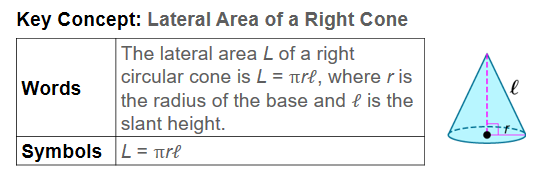 Key Concept: Lateral Area of a Right Cone
The lateral area L of a right
circular cone is L = πrℓ, where r is
Words
the radius of the base and ℓ is the
slant height.
Symbols L = πrℓ
ℓ
r